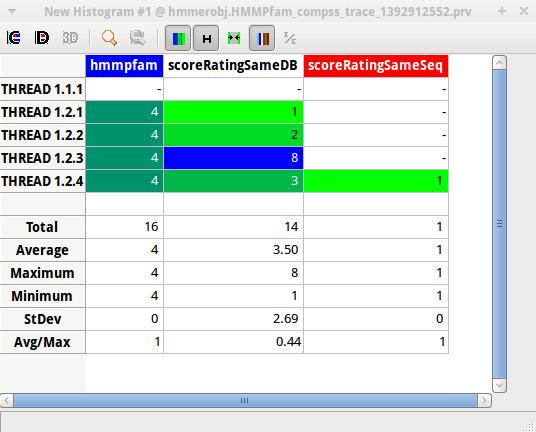 New Histogram #1 @ hmmerobj.HMMPfam_compss_trace_1392912552.prv
3D H I/E
hmmpfam scoreRatingSameDB scoreRatingSameSeq
THREAD 1.1.1 - - -
THREAD 1.2.1 4 1 -
THREAD 1.2.2 4 2 -
THREAD 1.2.3 4 8 -
THREAD 1.2.4 4 3 1
Total 16 14 1
Average 4 3.50 1
Maximum 4 8 1
Minimum 4 1 1
StDev 0 2.69 0
Avg/Max 1 0.44 1